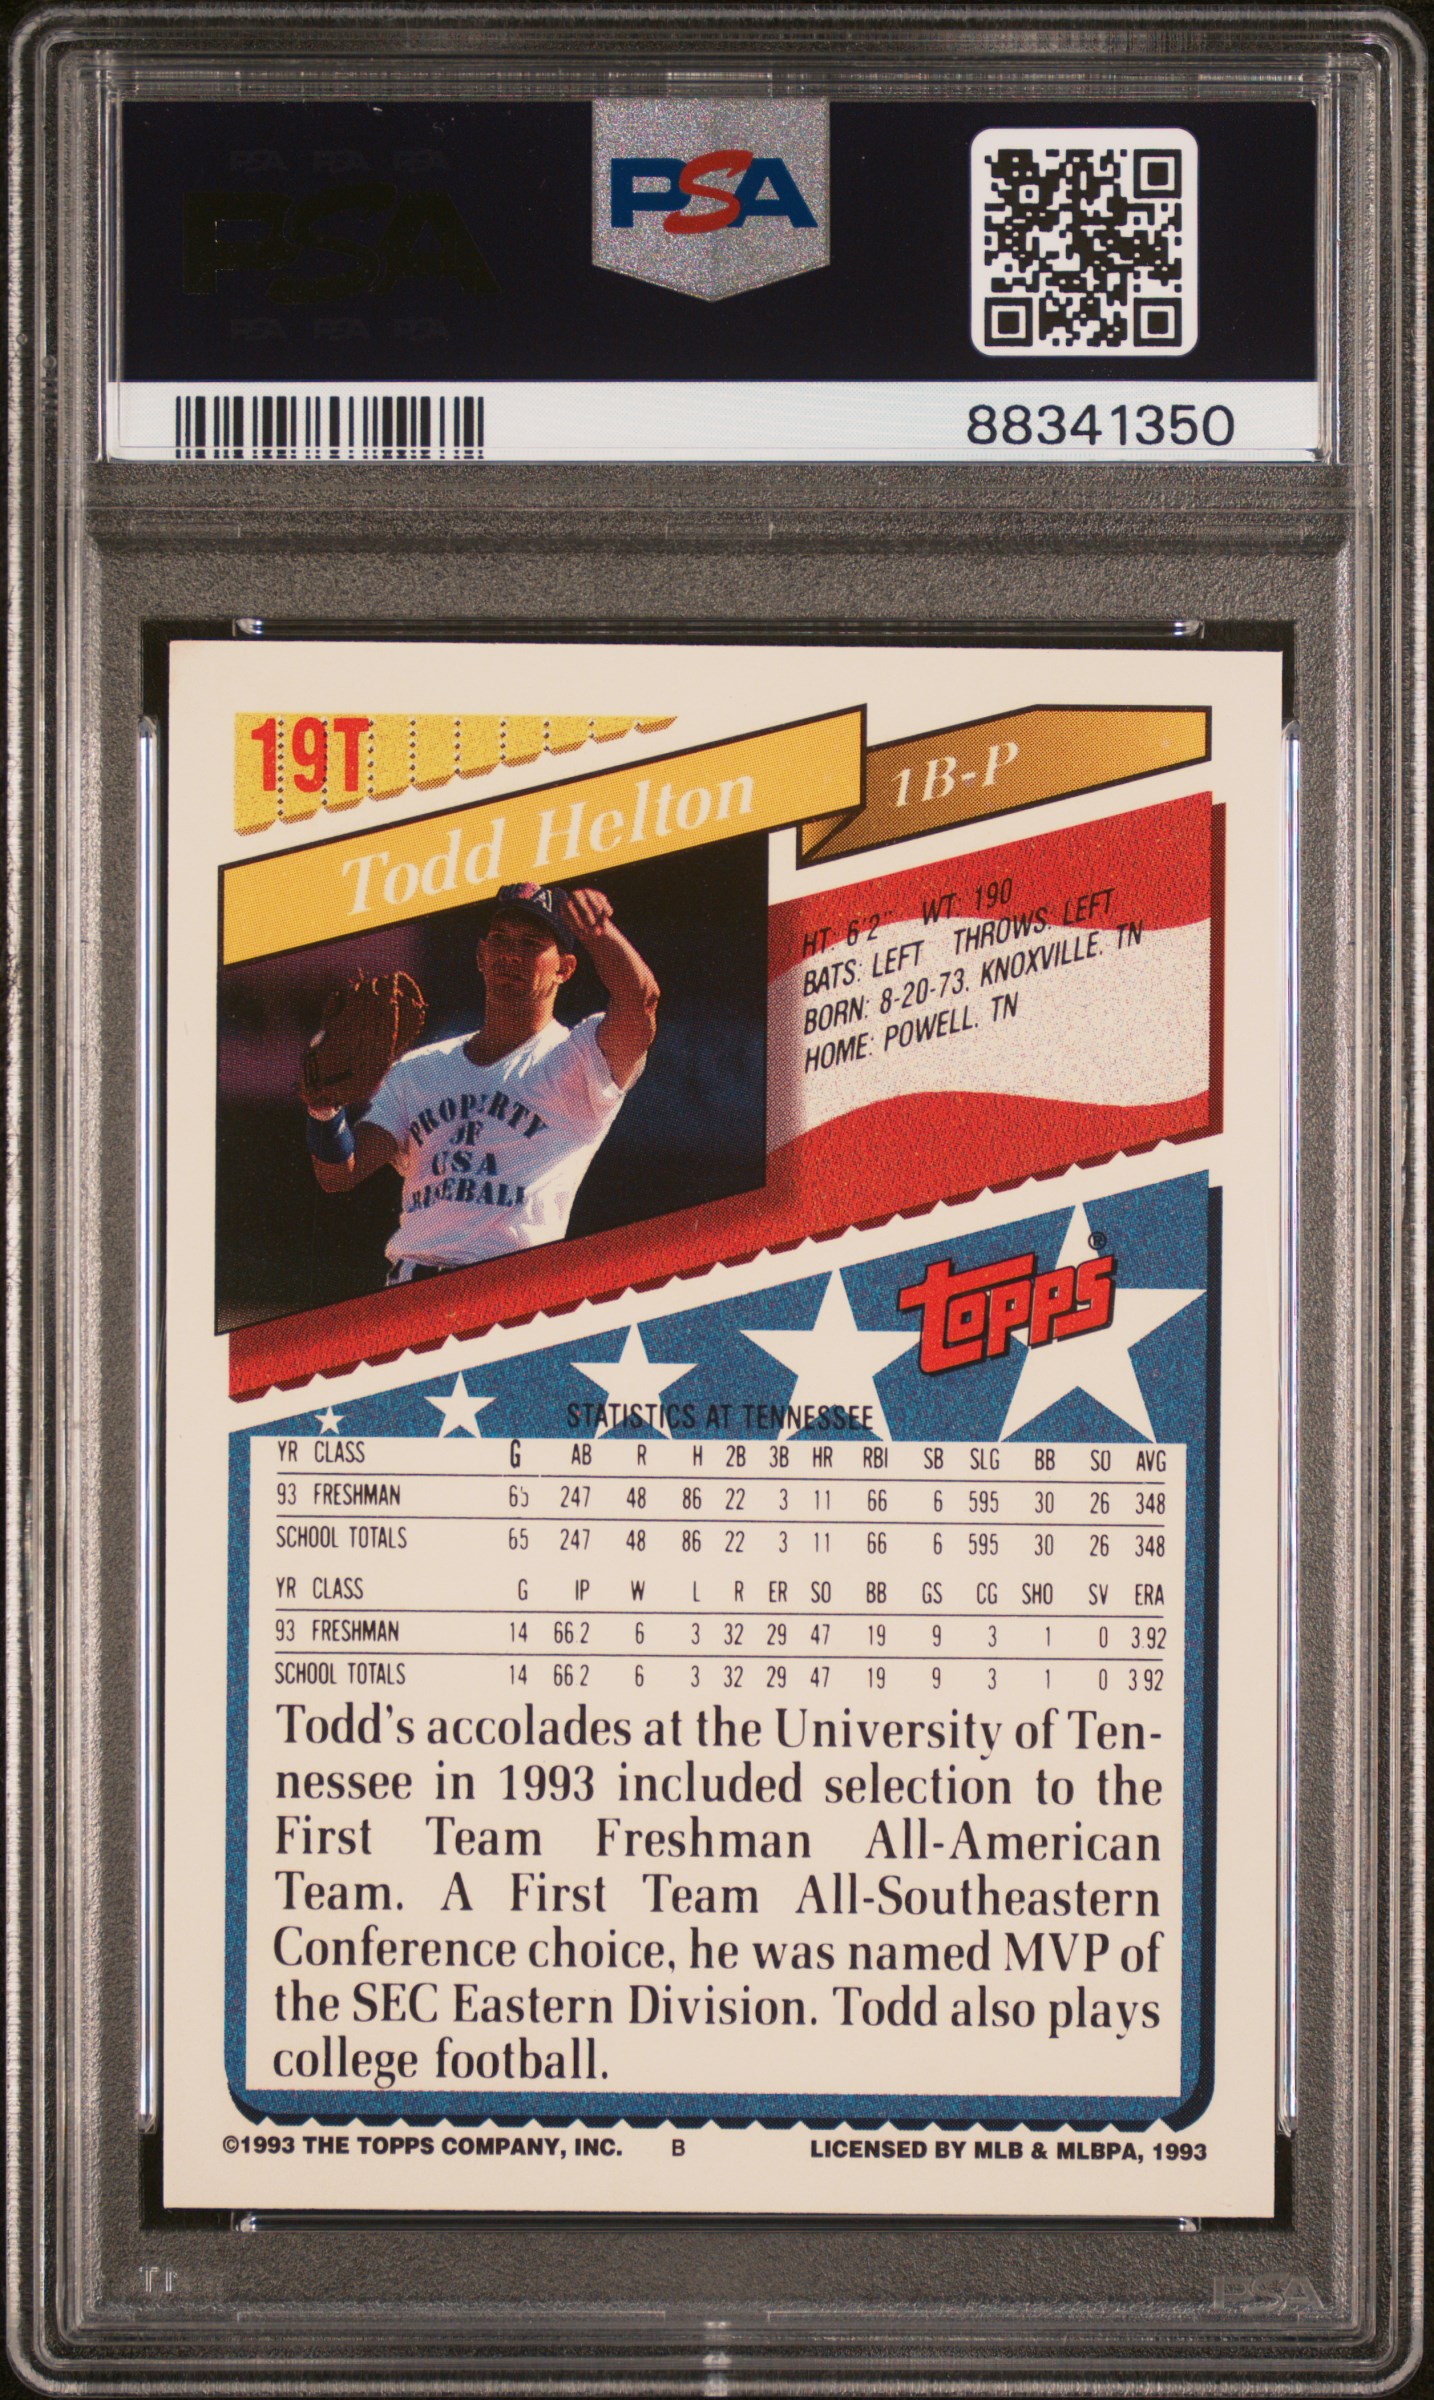 PSA PSA PSA
PSA
PSA PSA PSA
PSA
88341350
19T
Todd Helton
1B-P
HT: 6'2" WT: 190
BATS: LEFT THROWS: LEFT
BORN: 8-20-73, KNOXVILLE, TN
HOME: POWELL, TN
PROPERTY
OF
USA
BASEBALL
TOPPS®
STATISTICS AT TENNESSEE
YR CLASS G AB R H 2B 3B HR RBI SB SLG BB SO AVG
93 FRESHMAN 65 247 48 86 22 3 11 66 6 595 30 26 348
SCHOOL TOTALS 65 247 48 86 22 3 11 66 6 595 30 26 348
YR CLASS G IP W L R ER SO BB GS CG SHO SV ERA
93 FRESHMAN 14 66.2 6 3 32 29 47 19 9 3 1 0 3.92
SCHOOL TOTALS 14 66.2 6 3 32 29 47 19 9 3 1 0 3.92
Todd's accolades at the University of Ten-
nessee in 1993 included selection to the
First Team Freshman All-American
Team. A First Team All-Southeastern
Conference choice, he was named MVP of
the SEC Eastern Division. Todd also plays
college football.
©1993 THE TOPPS COMPANY, INC. B LICENSED BY MLB & MLBPA, 1993
PSA